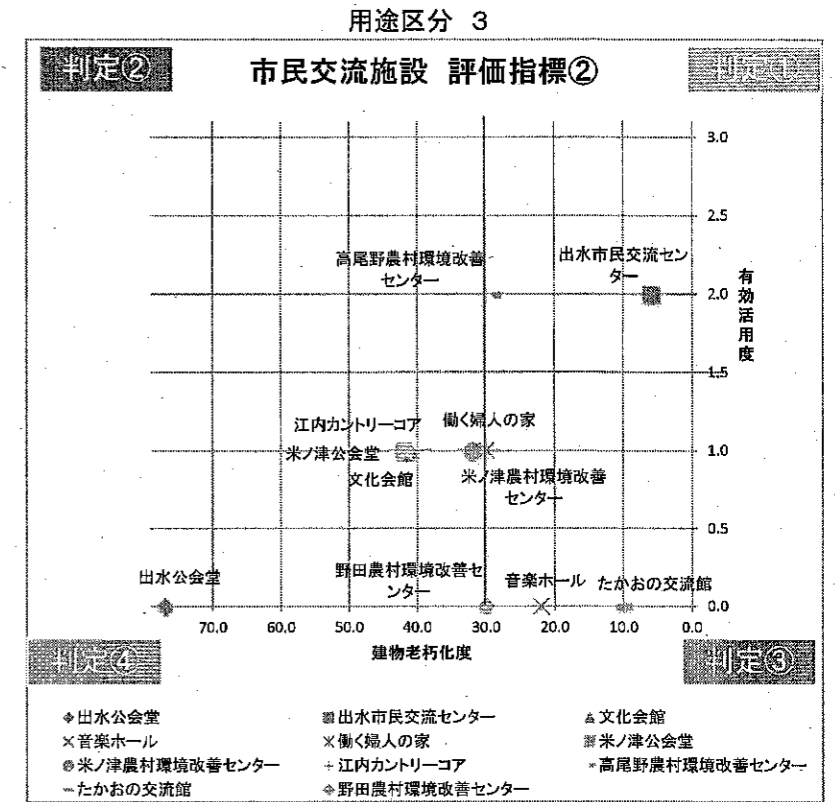 用途区分 3
判定②
市民交流施設 評価指標②
判定①
3.0
2.5
高尾野農村環境改善
センター
出水市民交流セン
ター
2.0
有効活用度
1.5
江内カントリーコア
働く婦人の家
米ノ津公会堂
1.0
文化会館
米ノ津農村環境改善
センター
0.5
出水公会堂
野田農村環境改善セ
ンター
音楽ホール
たかおの交流館
0.0
70.0 60.0 50.0 40.0 30.0 20.0 10.0 0.0
建物老朽化度
判定④
判定③
出水公会堂 出水市民交流センター 文化会館
音楽ホール 働く婦人の家 米ノ津公会堂
米ノ津農村環境改善センター 江内カントリーコア 高尾野農村環境改善センター
たかおの交流館 野田農村環境改善センター